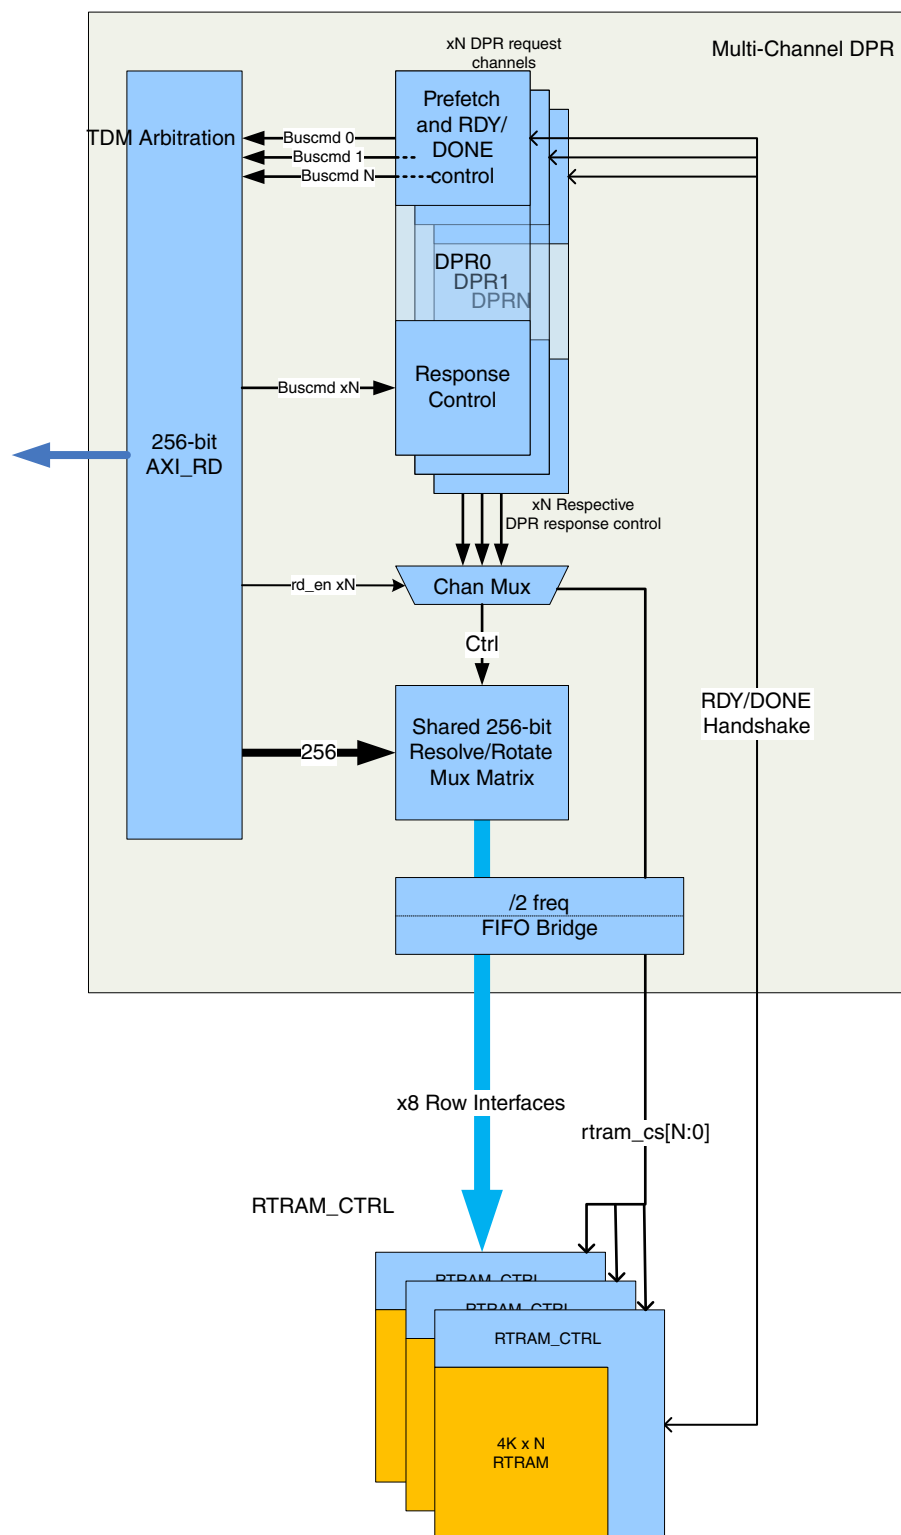 xN DPR request
channels
Multi-Channel DPR
Prefetch
and RDY/
DONE
control
TDM Arbitration
Buscmd 0
Buscmd 1
Buscmd N
DPR0
DPR1
DPRN
Response
Control
Buscmd xN
256-bit
AXI_RD
xN Respective
DPR response control
rd_en xN
Chan Mux
Ctrl
RDY/DONE
Handshake
Shared 256-bit
Resolve/Rotate
Mux Matrix
256
/2 freq
FIFO Bridge
x8 Row Interfaces
rtram_cs[N:0]
RTRAM_CTRL
RTRAM_CTRL
RTRAM_CTRL
RTRAM_CTRL
4K x N
RTRAM